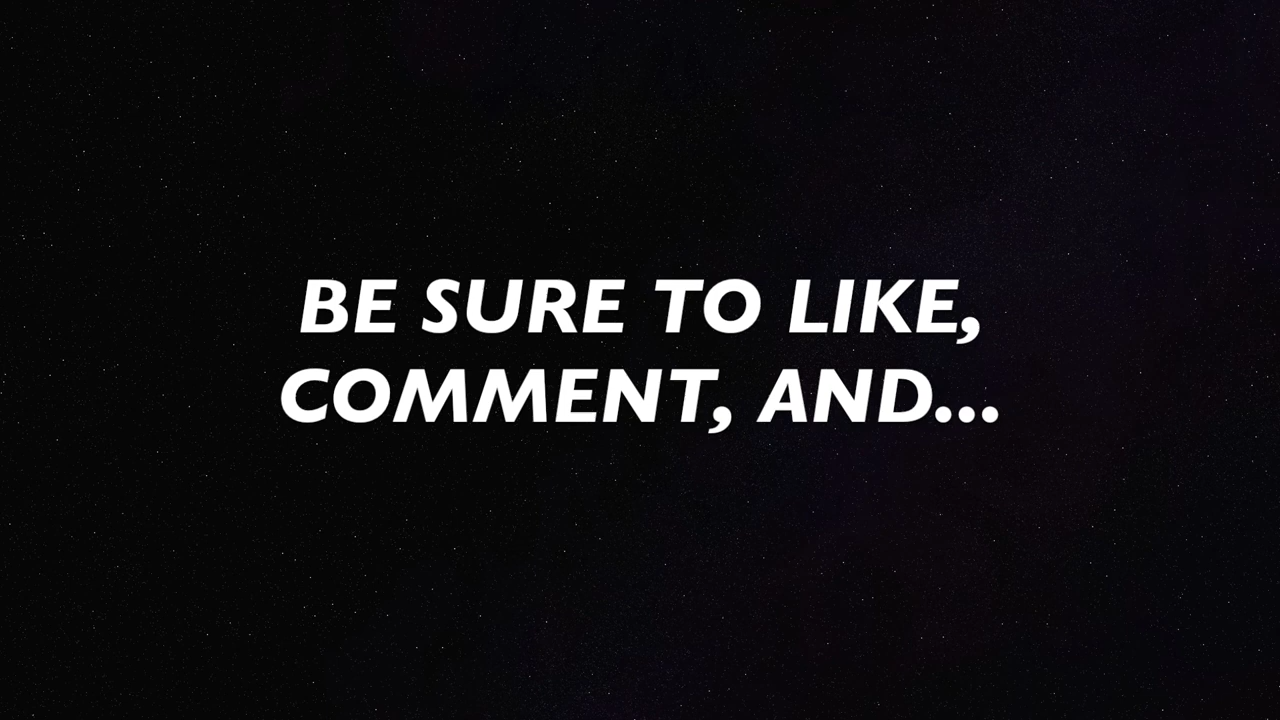 BE SURE TO LIKE,
COMMENT, AND...